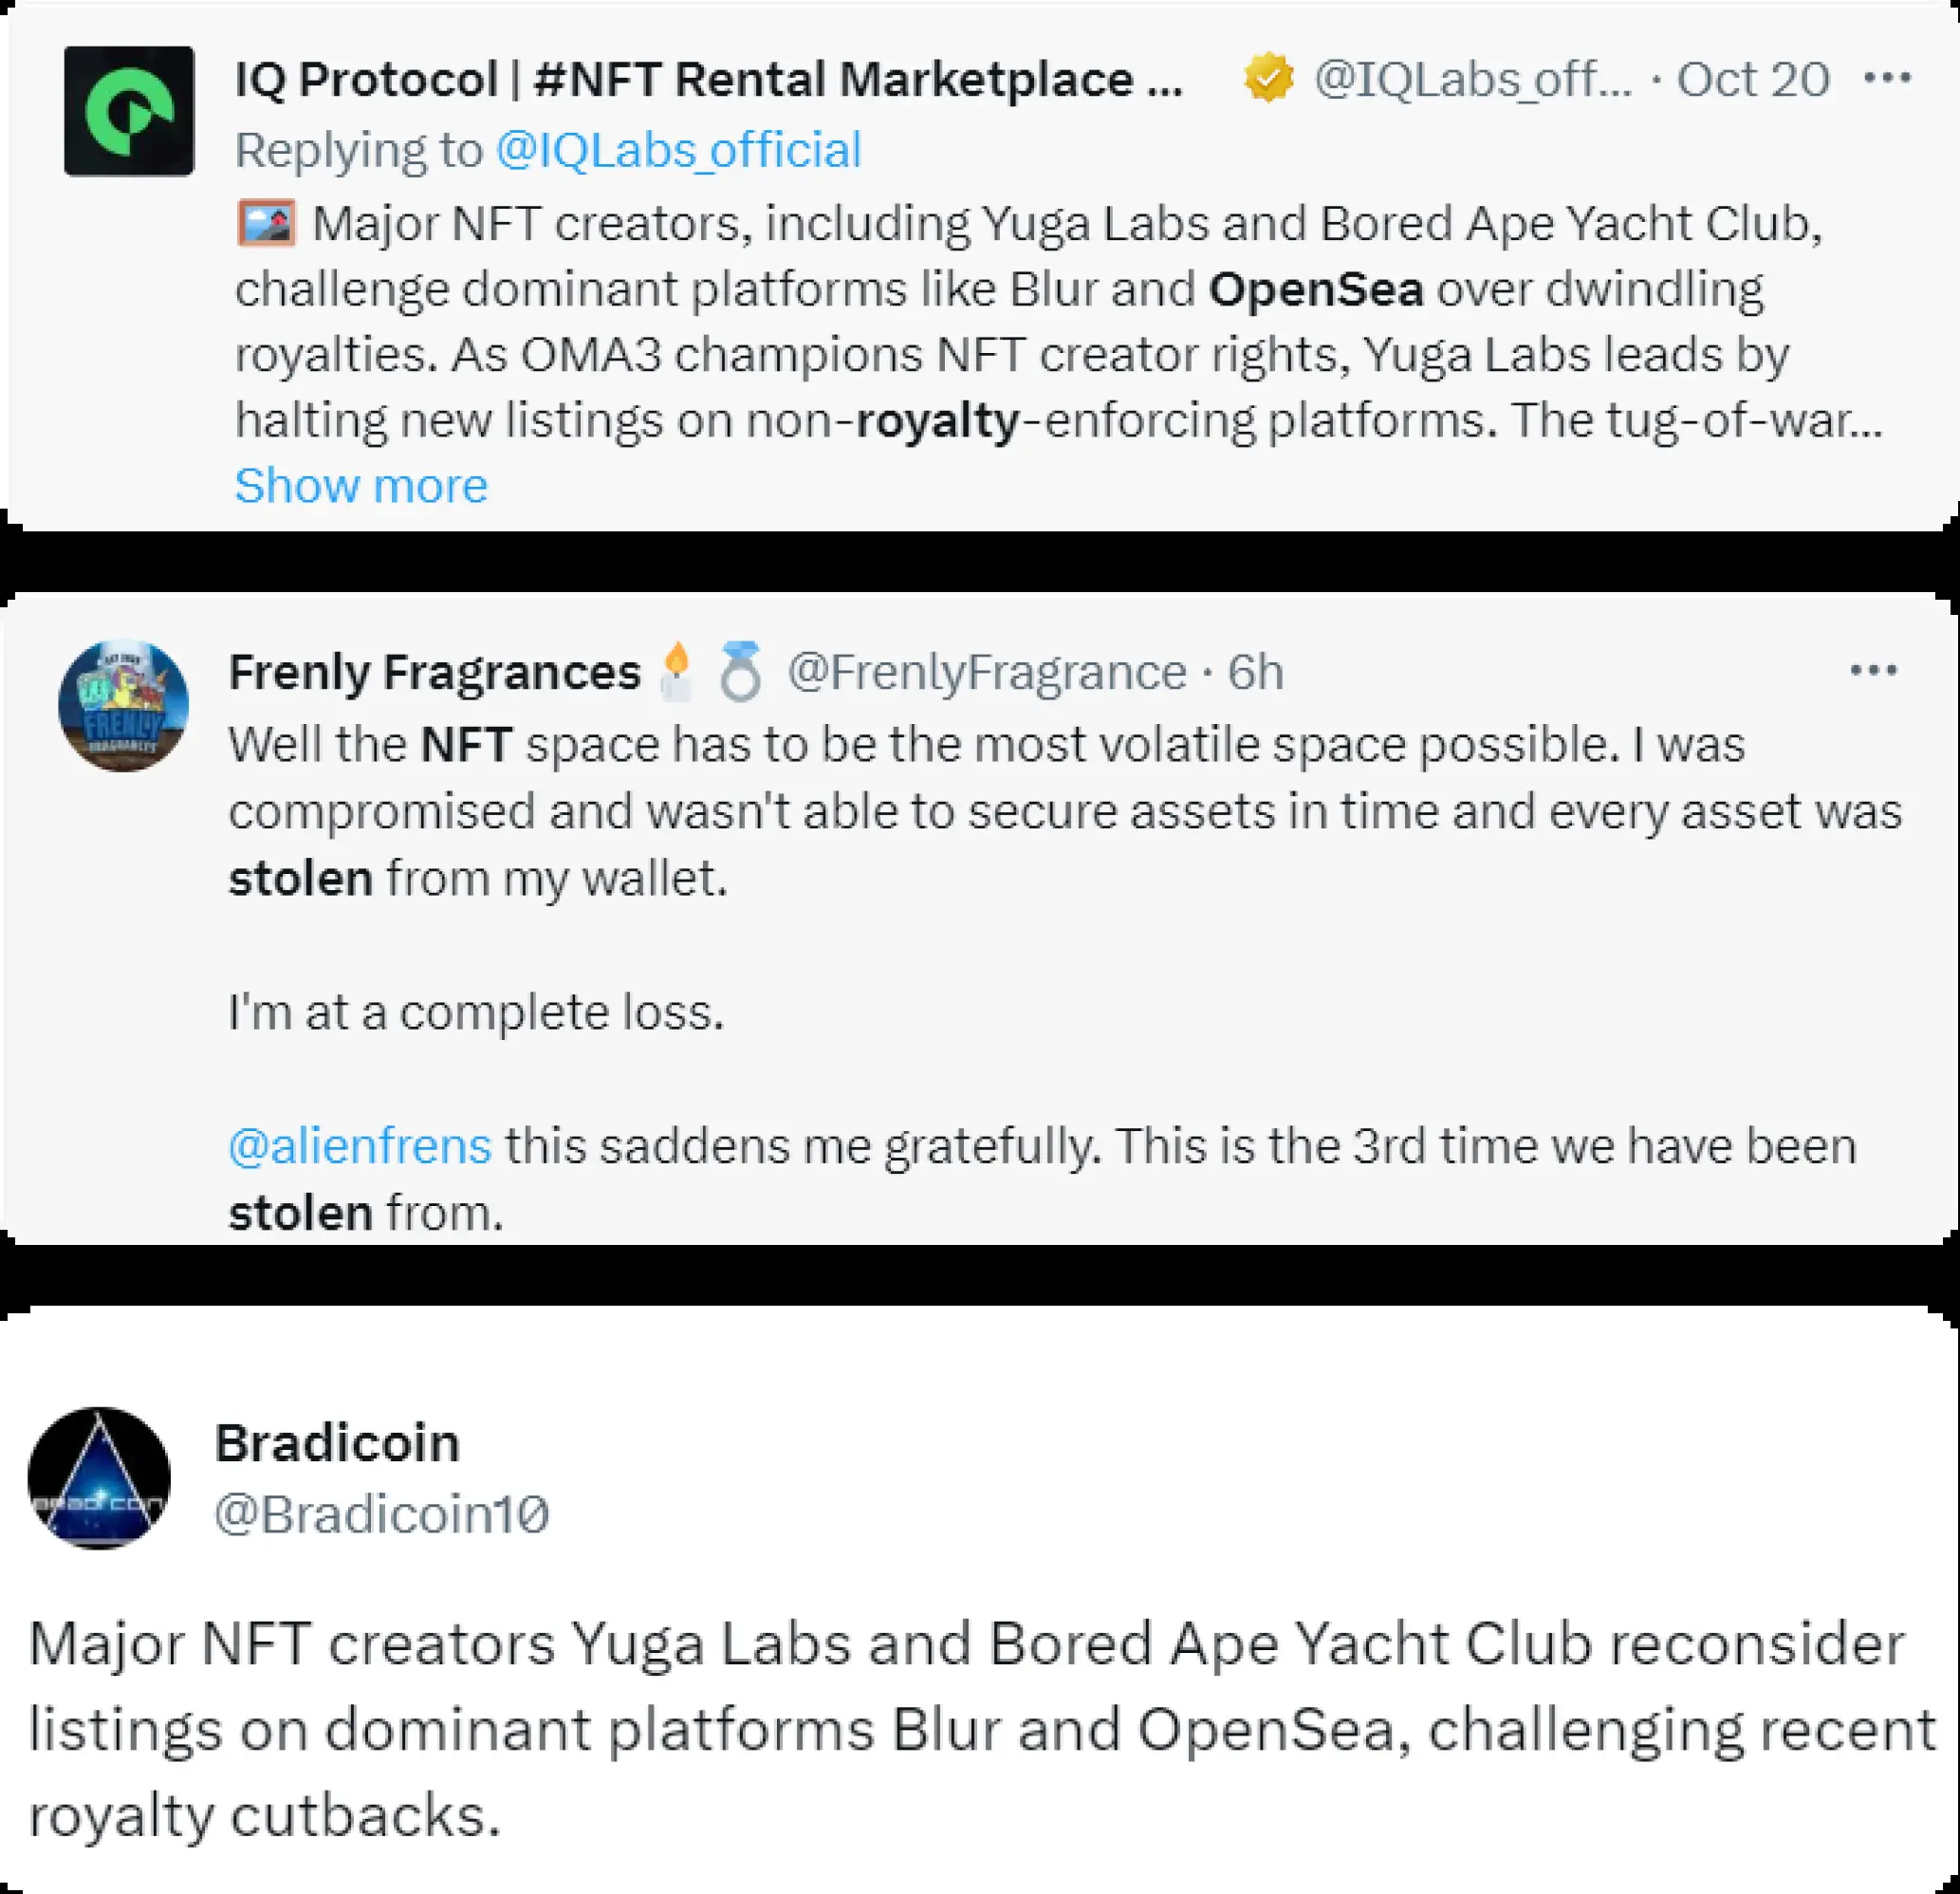 IQ Protocol | #NFT Rental Marketplace ... @IQLabs_off... · Oct 20 ...
Replying to @IQLabs_official
Major NFT creators, including Yuga Labs and Bored Ape Yacht Club,
challenge dominant platforms like Blur and OpenSea over dwindling
royalties. As OMA3 champions NFT creator rights, Yuga Labs leads by
halting new listings on non-royalty-enforcing platforms. The tug-of-war...
Show more
Frenly Fragrances @FrenlyFragrance · 6h ...
FRENLY
Well the NFT space has to be the most volatile space possible. I was
compromised and wasn't able to secure assets in time and every asset was
stolen from my wallet.
I'm at a complete loss.
@alienfrens this saddens me gratefully. This is the 3rd time we have been
stolen from.
Bradicoin
@Bradicoin10
Major NFT creators Yuga Labs and Bored Ape Yacht Club reconsider
listings on dominant platforms Blur and OpenSea, challenging recent
royalty cutbacks.